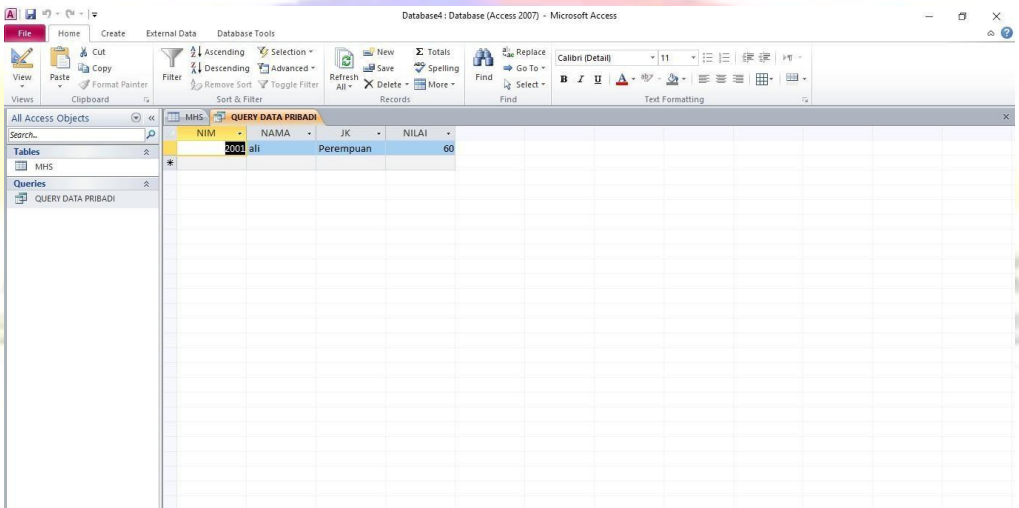 Database4 : Database (Access 2007) - Microsoft Access
File Home Create External Data Database Tools
View
Views
Paste
Cut
Copy
Format Painter
Clipboard
Filter
Ascending
Descending
Remove Sort
Selection
Advanced
Toggle Filter
Sort & Filter
Refresh All
New
Save
Delete
Totals
Spelling
More
Records
Find
Replace
Go To
Select
Find
Calibri (Detail) 11
B I U A
Text Formatting
All Access Objects
Search..
Tables
MHS
Queries
QUERY DATA PRIBADI
MHS QUERY DATA PRIBADI
NIM NAMA JK NILAI
2001 ali Perempuan 60